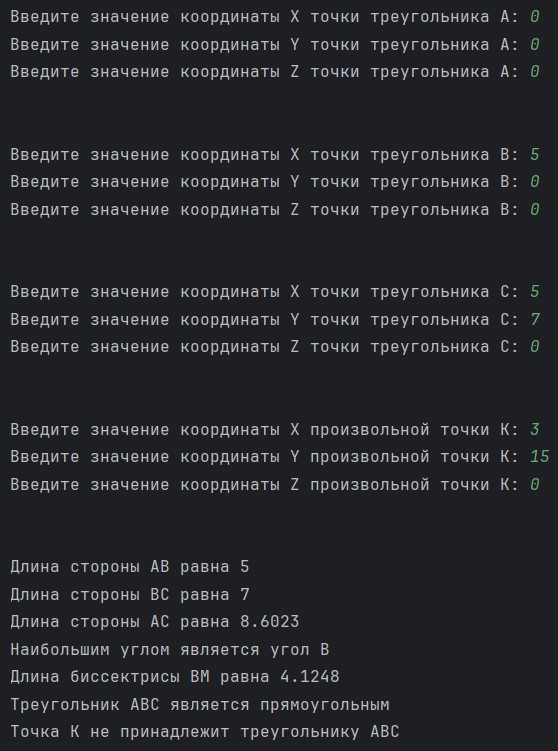 Введите значение координаты X точки треугольника A: 0
Введите значение координаты Y точки треугольника A: 0
Введите значение координаты Z точки треугольника A: 0
Введите значение координаты X точки треугольника B: 5
Введите значение координаты Y точки треугольника B: 0
Введите значение координаты Z точки треугольника B: 0
Введите значение координаты X точки треугольника C: 5
Введите значение координаты Y точки треугольника C: 7
Введите значение координаты Z точки треугольника C: 0
Введите значение координаты X произвольной точки K: 3
Введите значение координаты Y произвольной точки K: 15
Введите значение координаты Z произвольной точки K: 0
Длина стороны AB равна 5
Длина стороны BC равна 7
Длина стороны AC равна 8.6023
Наибольшим углом является угол B
Длина биссектрисы BM равна 4.1248
Треугольник ABC является прямоугольным
Точка K не принадлежит треугольнику ABC